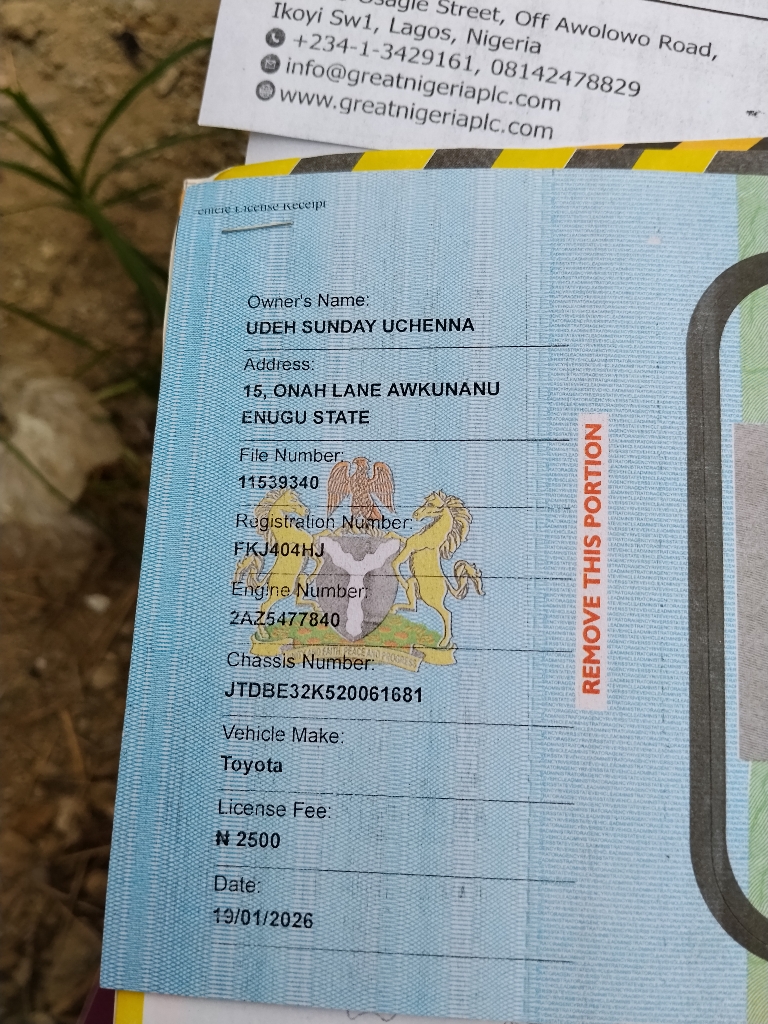 Street, Off Awolowo Road,
Ikoyi Sw1, Lagos, Nigeria
+234-1-3429161, 08142478829
info@greatnigeriaplc.com
www.greatnigeriaplc.com
License Receipt
Owner's Name:
UDEH SUNDAY UCHENNA
Address:
15, ONAH LANE AWKUNANU
ENUGU STATE
File Number:
11539340
Registration Number:
FKJ404HJ
Engine Number:
2AZ5477840
Chassis Number:
JTDBE32K520061681
Vehicle Make:
Toyota
License Fee:
₦ 2500
Date:
19/01/2026
REMOVE THIS PORTION